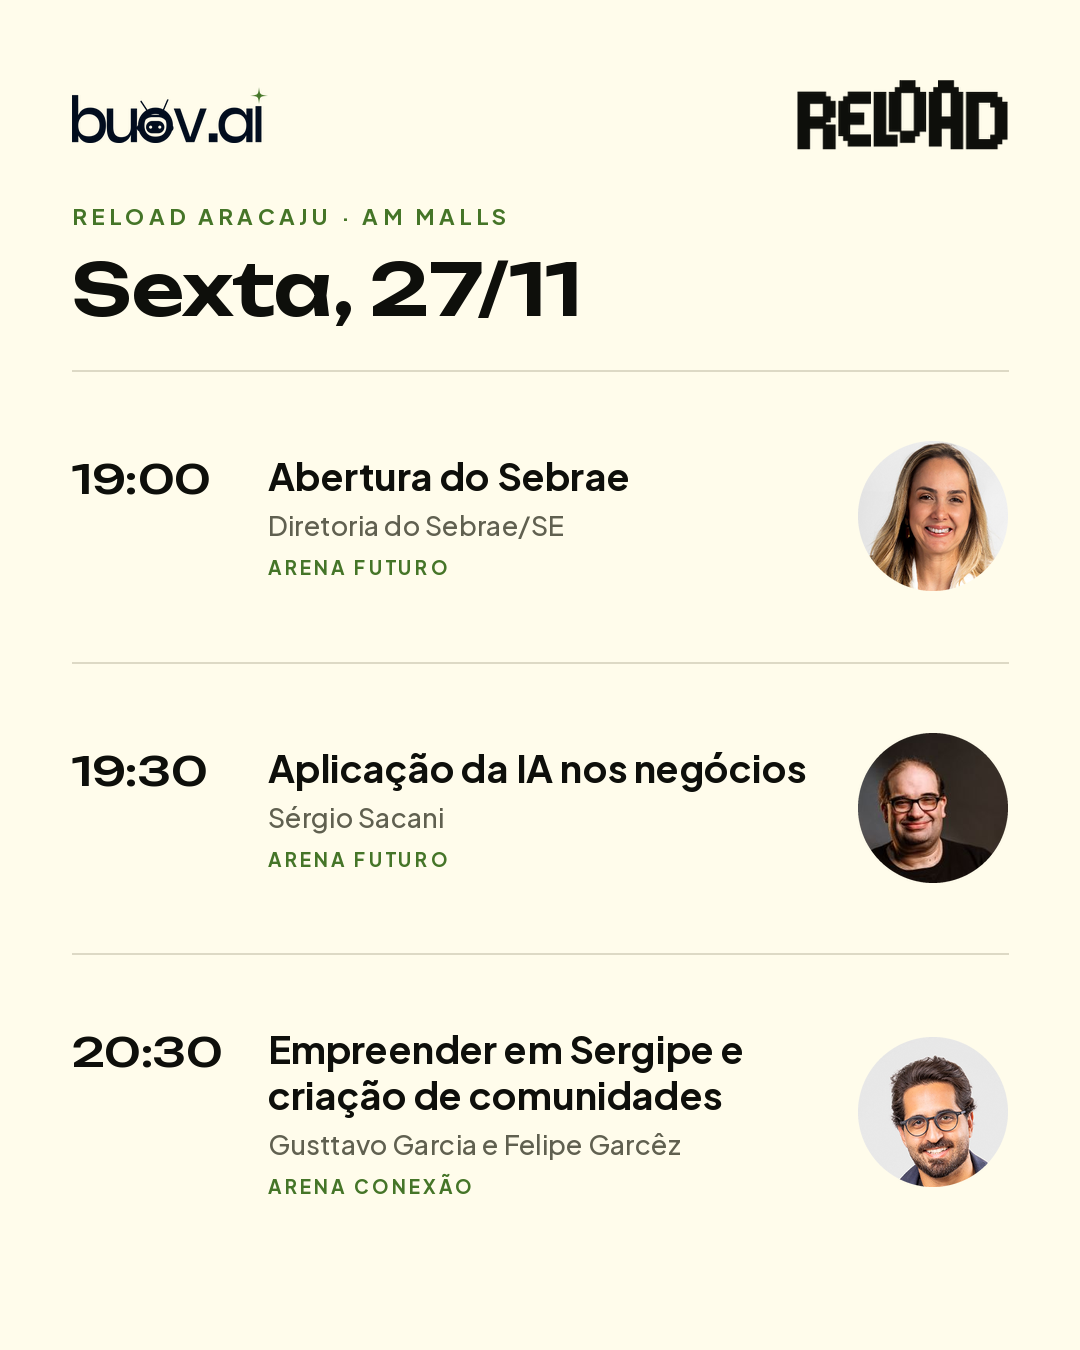 buov.ai
RELOAD
RELOAD ARACAJU · AM MALLS
Sexta, 27/11
19:00
Abertura do Sebrae
Diretoria do Sebrae/SE
ARENA FUTURO
19:30
Aplicação da IA nos negócios
Sérgio Sacani
ARENA FUTURO
20:30
Empreender em Sergipe e
criação de comunidades
Gusttavo Garcia e Felipe Garcêz
ARENA CONEXÃO